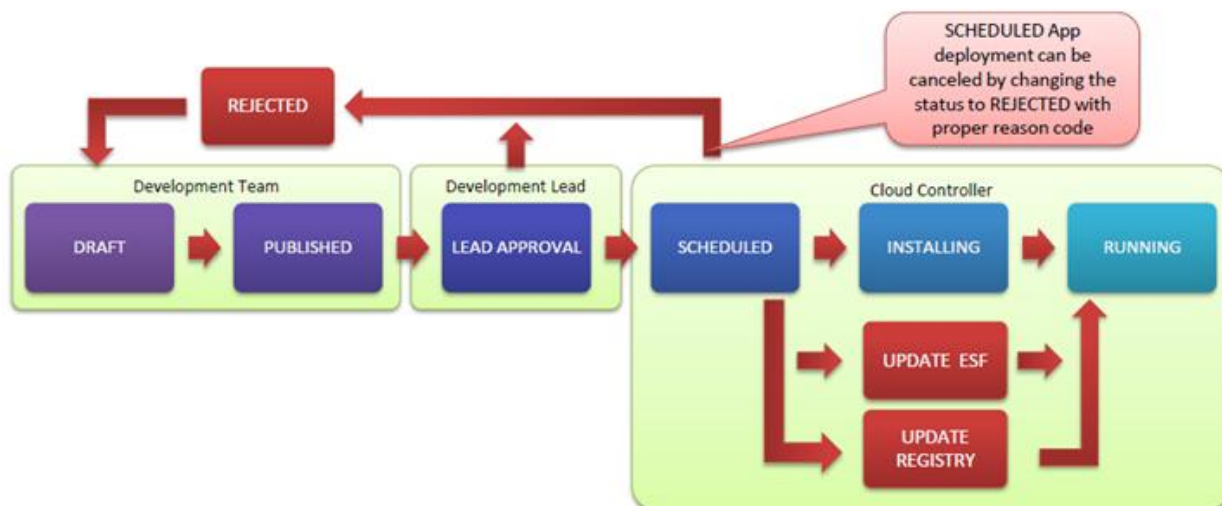 SCHEDULED App
deployment can be
canceled by changing the
status to REJECTED with
proper reason code
REJECTED
Development Team
Development Lead
Cloud Controller
DRAFT
PUBLISHED
LEAD APPROVAL
SCHEDULED
INSTALLING
RUNNING
UPDATE ESF
UPDATE
REGISTRY